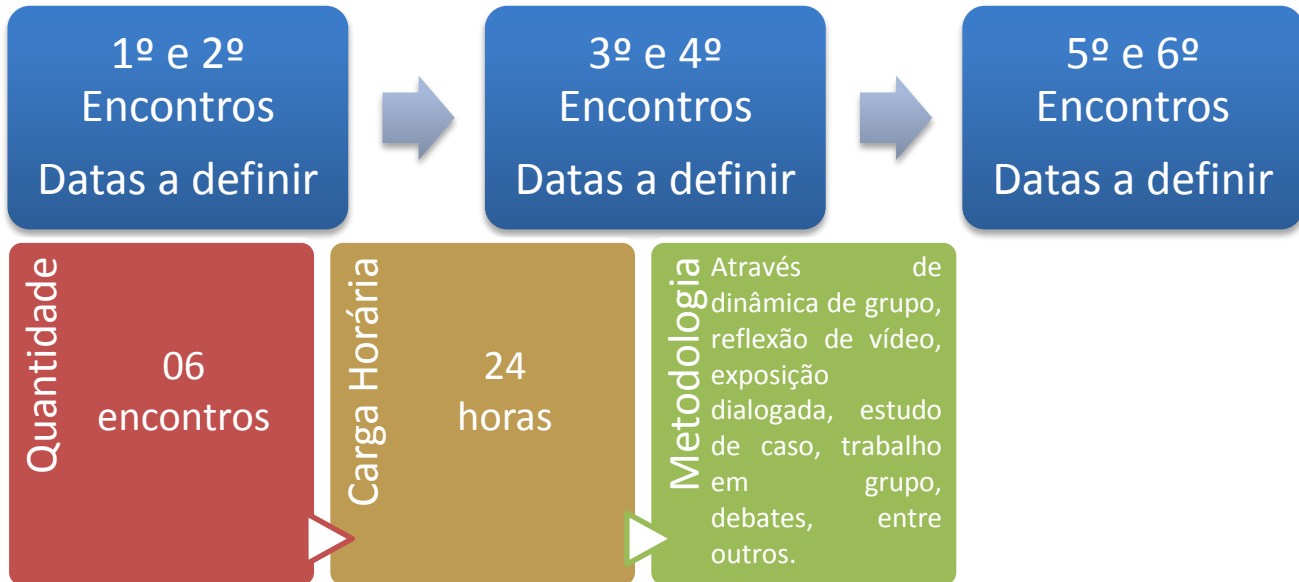 1º e 2º
Encontros
Datas a definir
3º e 4º
Encontros
Datas a definir
5º e 6º
Encontros
Datas a definir
Quantidade
06
encontros
Carga Horária
24
horas
Metodologia
Através de
dinâmica de grupo,
reflexão de vídeo,
exposição
dialogada, estudo
de caso, trabalho
em grupo,
debates, entre
outros.